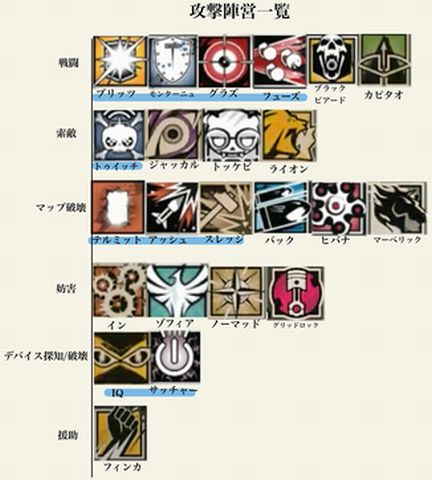 攻撃陣営一覧
戦闘
ブリッツ モンターニュ グラズ フューズ ブラック ビアード カピタオ
索敵
トゥイッチ ジャッカル ドッケビ ライオン
マップ破壊
テルミット アッシュ スレッジ バック ヒバナ マーベリック
妨害
イン ゾフィア ノーマッド グリッドロック
デバイス探知/破壊
IQ サッチャー
援助
フィンカ